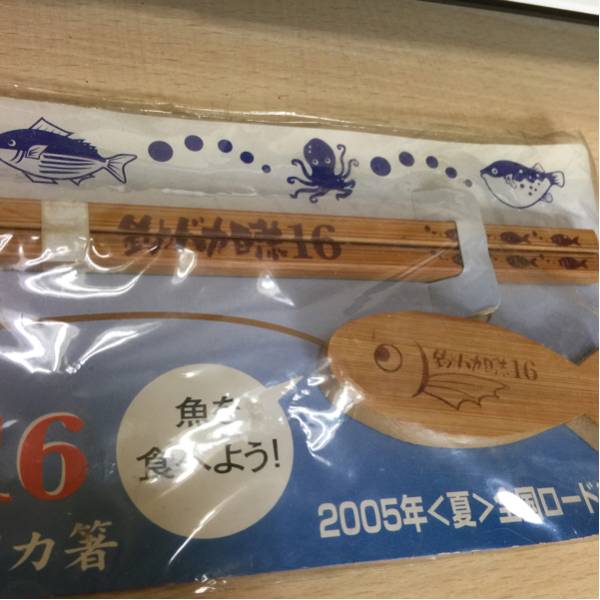 釣りバカ日誌16
釣りバカ日誌16
魚を
食べよう!
16
カ箸
2005年<夏>全国ロード